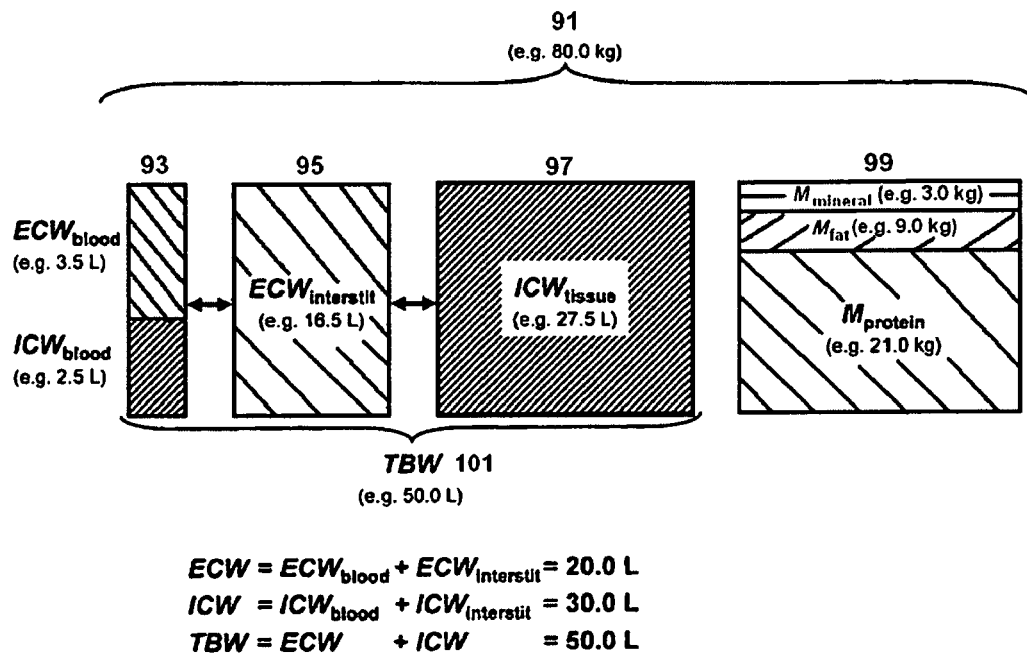 91
(e.g. 80.0 kg)
93 95 97 99
M_mineral (e.g. 3.0 kg)
M_fat (e.g. 9.0 kg)
ECW_blood
(e.g. 3.5 L)
ECW_interstit
(e.g. 16.5 L)
ICW_tissue
(e.g. 27.5 L)
M_protein
(e.g. 21.0 kg)
ICW_blood
(e.g. 2.5 L)
TBW 101
(e.g. 50.0 L)
ECW = ECW_blood + ECW_interstit = 20.0 L
ICW = ICW_blood + ICW_interstit = 30.0 L
TBW = ECW + ICW = 50.0 L